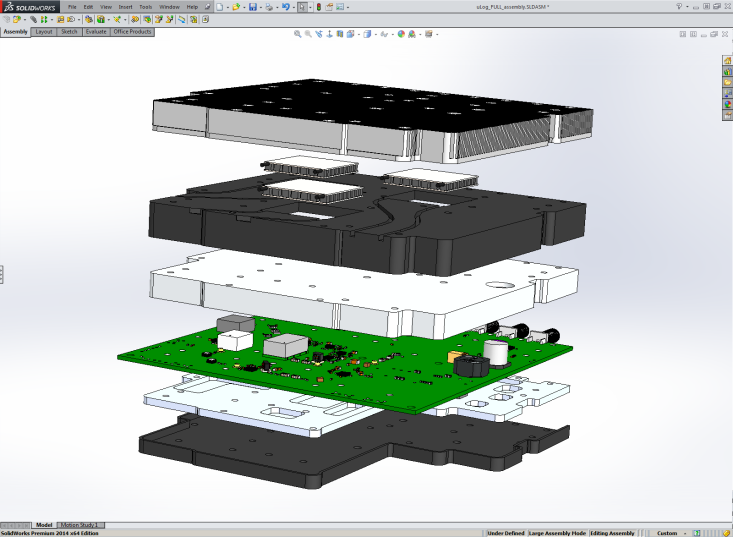 SOLIDWORKS File Edit View Insert Tools Window Help uLog_FULL_assembly.SLDASM *
Assembly Layout Sketch Evaluate Office Products
Model Motion Study 1
SolidWorks Premium 2014 x64 Edition Under Defined Large Assembly Mode Editing Assembly Custom